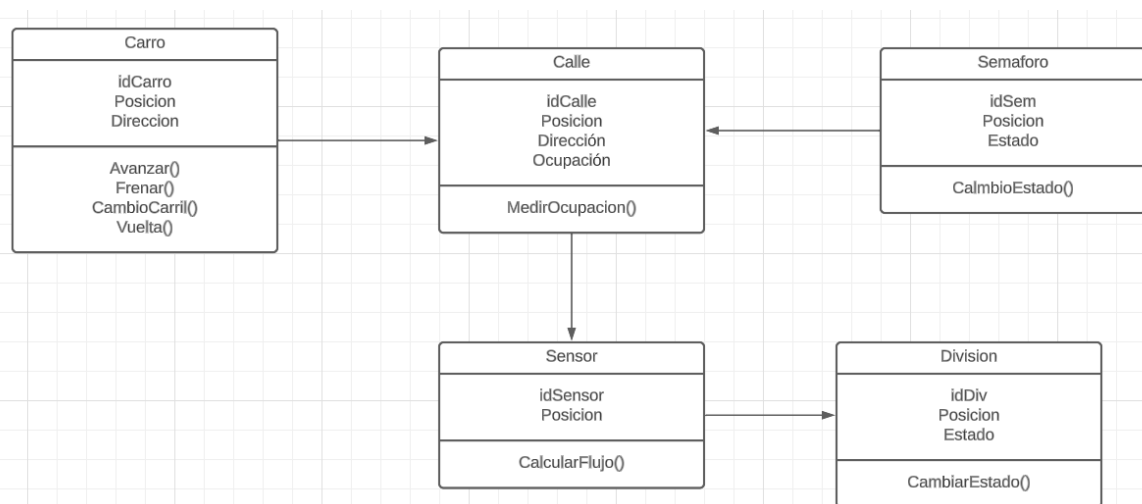 Carro
idCarro
Posicion
Direccion
Avanzar()
Frenar()
CambioCarril()
Vuelta()
Calle
idCalle
Posicion
Dirección
Ocupación
MedirOcupacion()
Semaforo
idSem
Posicion
Estado
CalmbioEstado()
Sensor
idSensor
Posicion
CalcularFlujo()
Division
idDiv
Posicion
Estado
CambiarEstado()